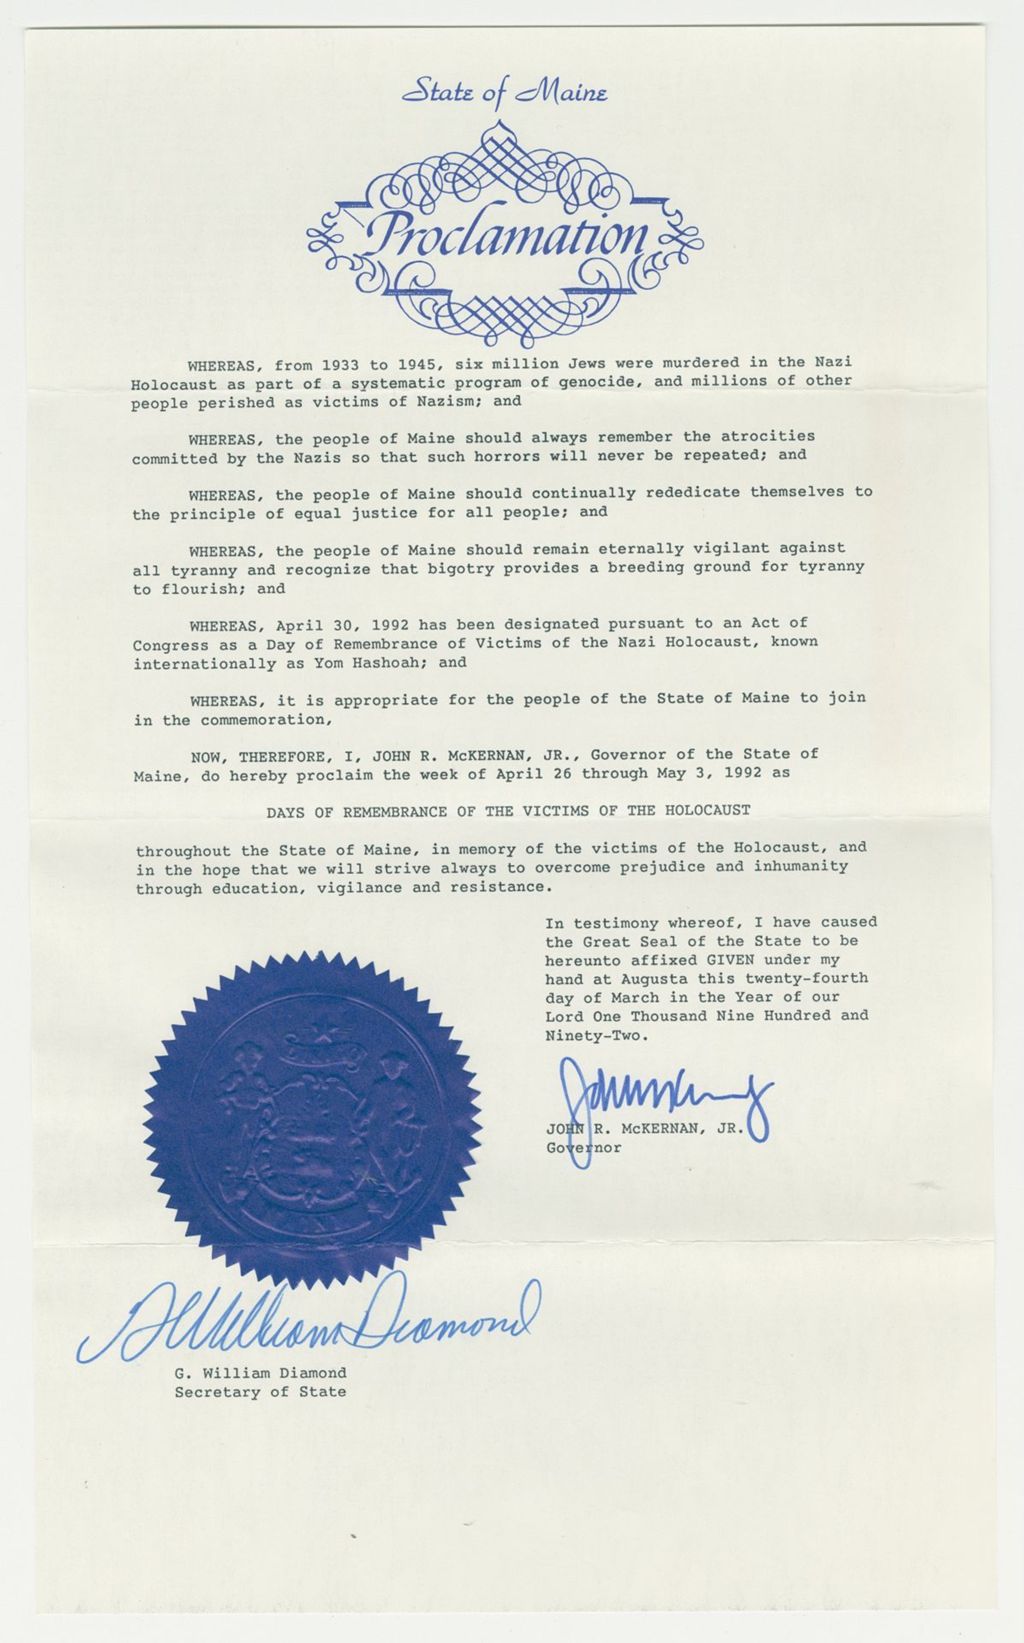 State of Maine
Proclamation
WHEREAS, from 1933 to 1945, six million Jews were murdered in the Nazi
Holocaust as part of a systematic program of genocide, and millions of other
people perished as victims of Nazism; and
WHEREAS, the people of Maine should always remember the atrocities
committed by the Nazis so that such horrors will never be repeated; and
WHEREAS, the people of Maine should continually rededicate themselves to
the principle of equal justice for all people; and
WHEREAS, the people of Maine should remain eternally vigilant against
all tyranny and recognize that bigotry provides a breeding ground for tyranny
to flourish; and
WHEREAS, April 30, 1992 has been designated pursuant to an Act of
Congress as a Day of Remembrance of Victims of the Nazi Holocaust, known
internationally as Yom Hashoah; and
WHEREAS, it is appropriate for the people of the State of Maine to join
in the commemoration,
NOW, THEREFORE, I, JOHN R. McKERNAN, JR., Governor of the State of
Maine, do hereby proclaim the week of April 26 through May 3, 1992 as
DAYS OF REMEMBRANCE OF THE VICTIMS OF THE HOLOCAUST
throughout the State of Maine, in memory of the victims of the Holocaust, and
in the hope that we will strive always to overcome prejudice and inhumanity
through education, vigilance and resistance.
In testimony whereof, I have caused
the Great Seal of the State to be
hereunto affixed GIVEN under my
hand at Augusta this twenty-fourth
day of March in the Year of our
Lord One Thousand Nine Hundred and
Ninety-Two.
JOHN R. McKERNAN, JR.
Governor
G William Diamond
G. William Diamond
Secretary of State